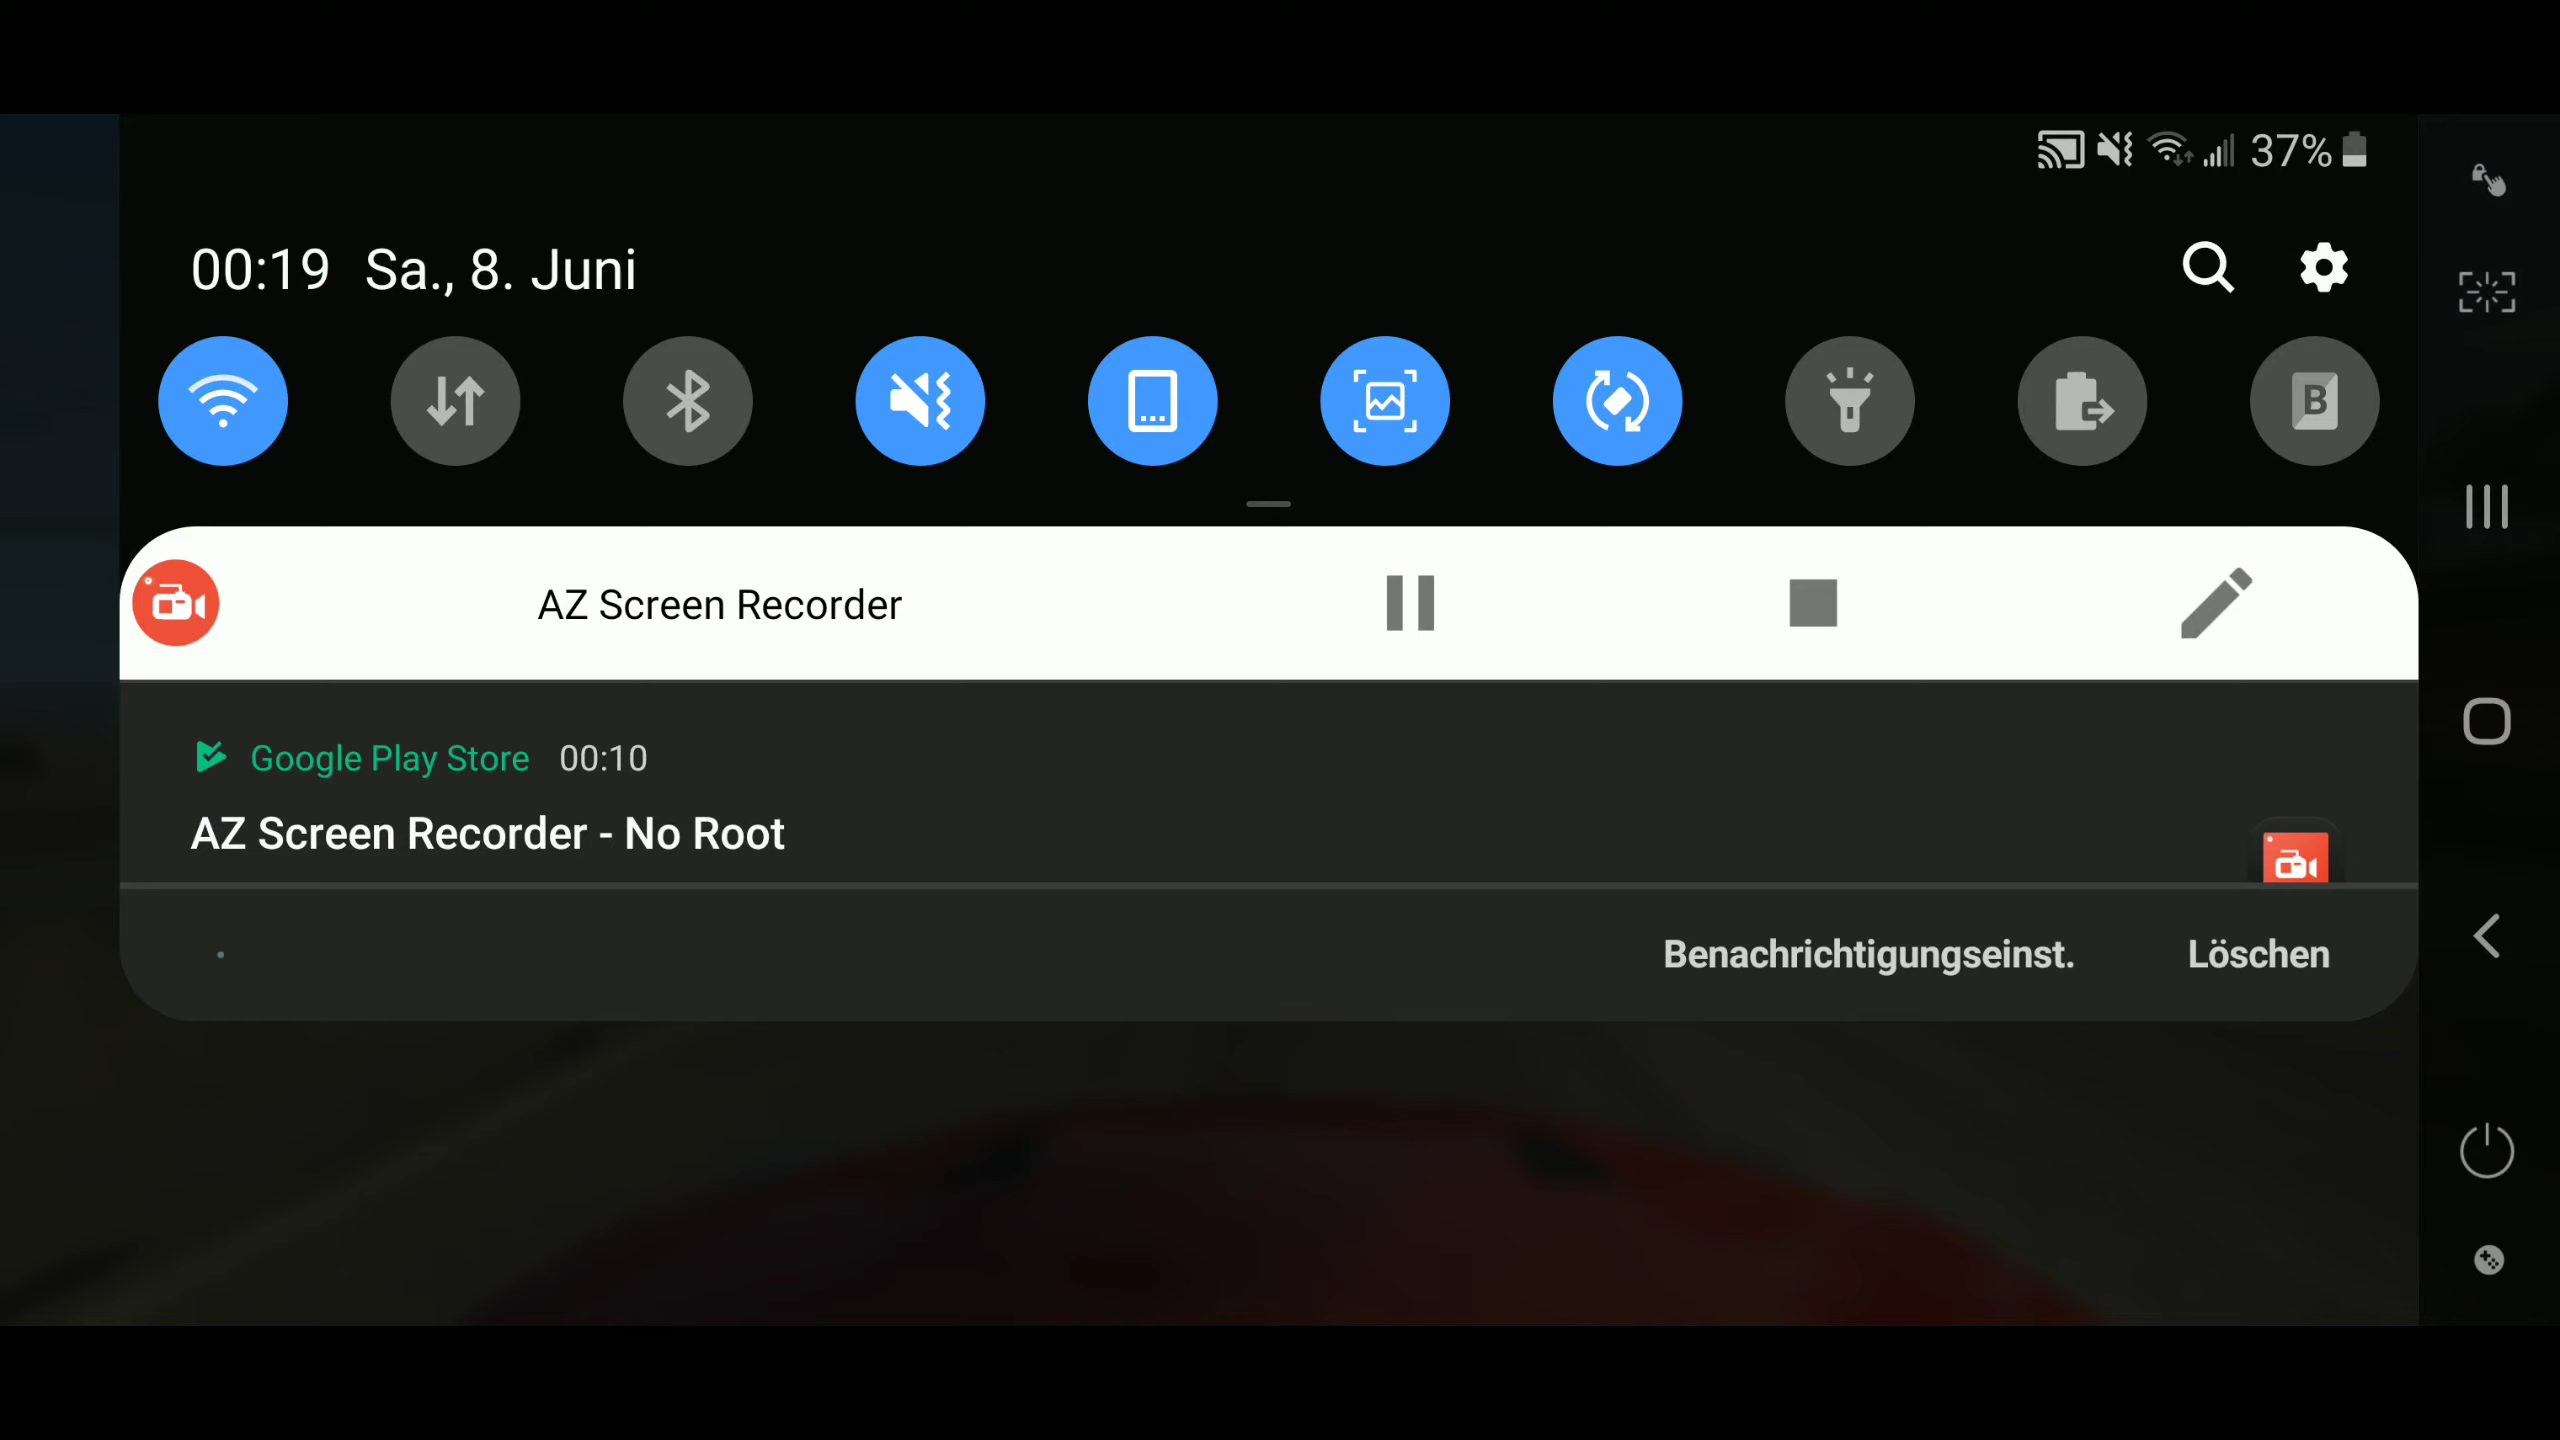 37%
00:19 Sa., 8. Juni
B
AZ Screen Recorder
Google Play Store 00:10
AZ Screen Recorder - No Root
Benachrichtigungseinst. Löschen